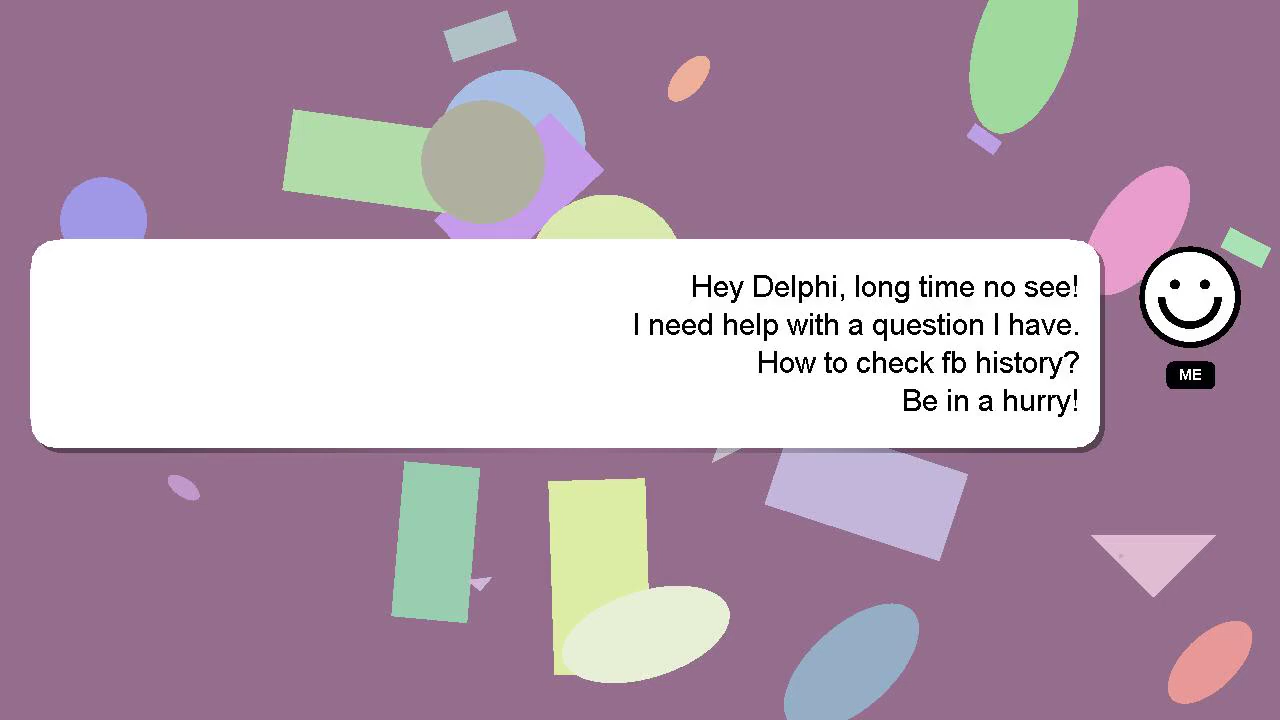 Hey Delphi, long time no see!
I need help with a question I have.
How to check fb history?
Be in a hurry!
ME